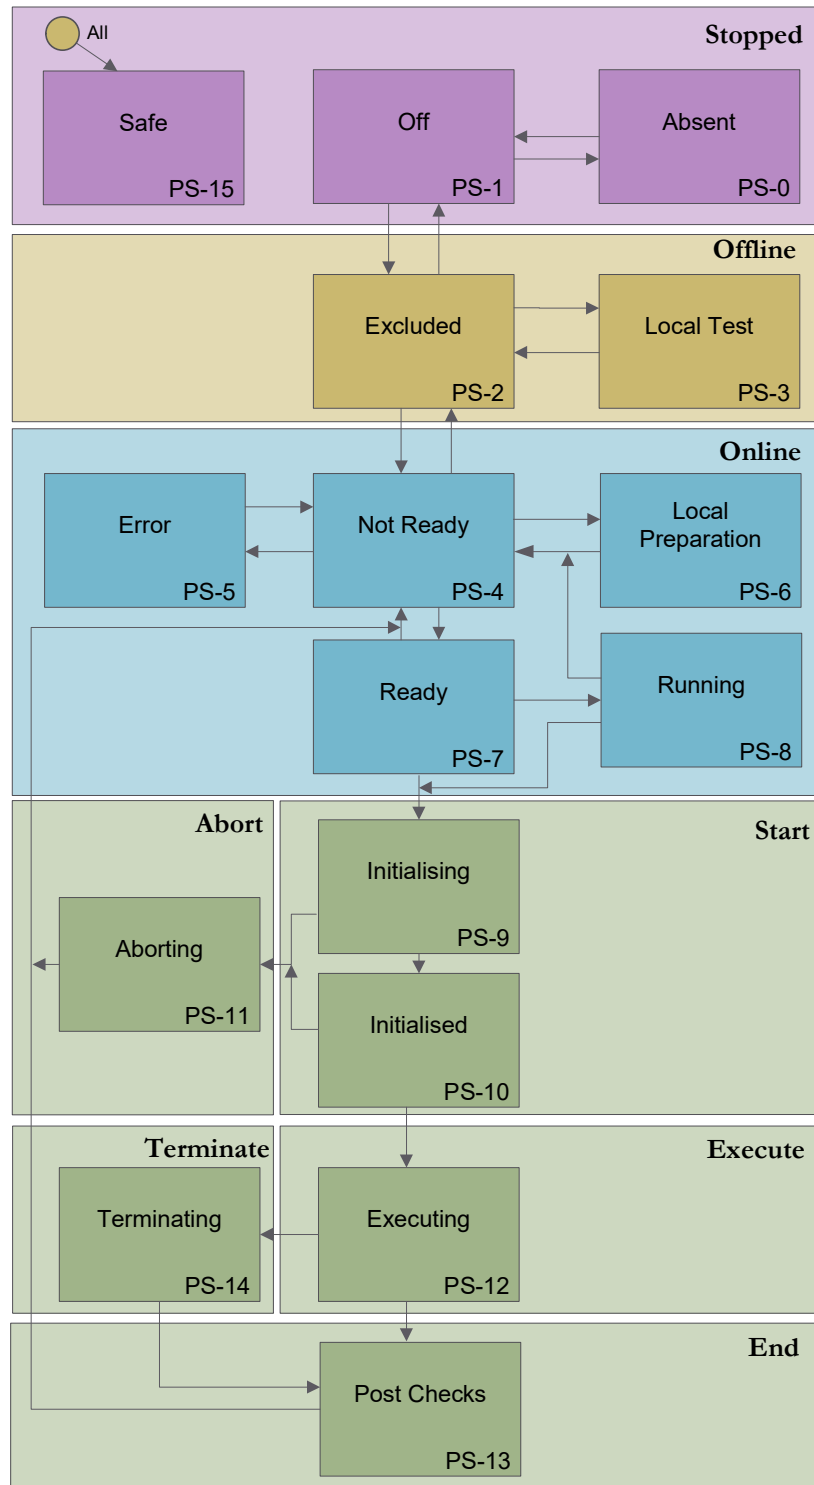 All
Stopped
Safe
PS-15
Off
PS-1
Absent
PS-0
Offline
Excluded
PS-2
Local Test
PS-3
Online
Error
PS-5
Not Ready
PS-4
Local
Preparation
PS-6
Ready
PS-7
Running
PS-8
Abort
Start
Initialising
PS-9
Aborting
PS-11
Initialised
PS-10
Terminate
Execute
Terminating
PS-14
Executing
PS-12
End
Post Checks
PS-13